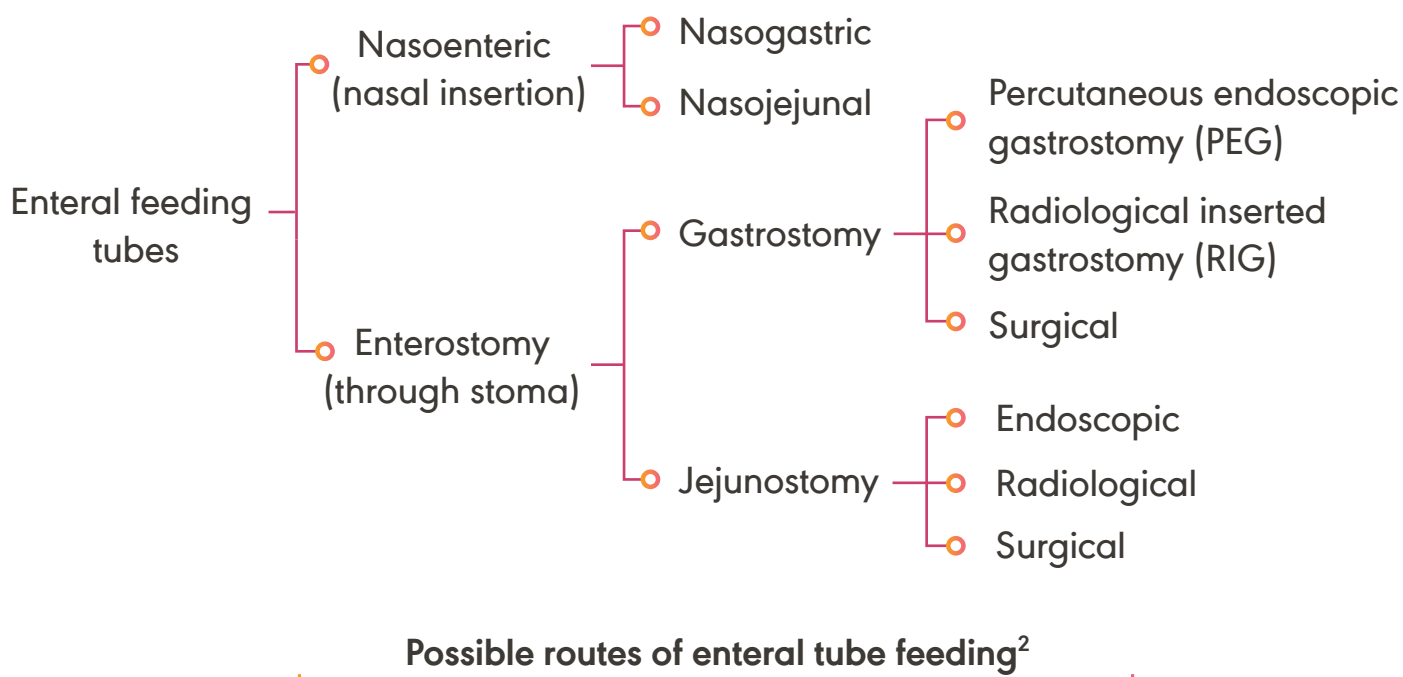 Enteral feeding
tubes
Nasoenteric
(nasal insertion)
Nasogastric
Nasojejunal
Enterostomy
(through stoma)
Gastrostomy
Percutaneous endoscopic
gastrostomy (PEG)
Radiological inserted
gastrostomy (RIG)
Surgical
Jejunostomy
Endoscopic
Radiological
Surgical
Possible routes of enteral tube feeding²